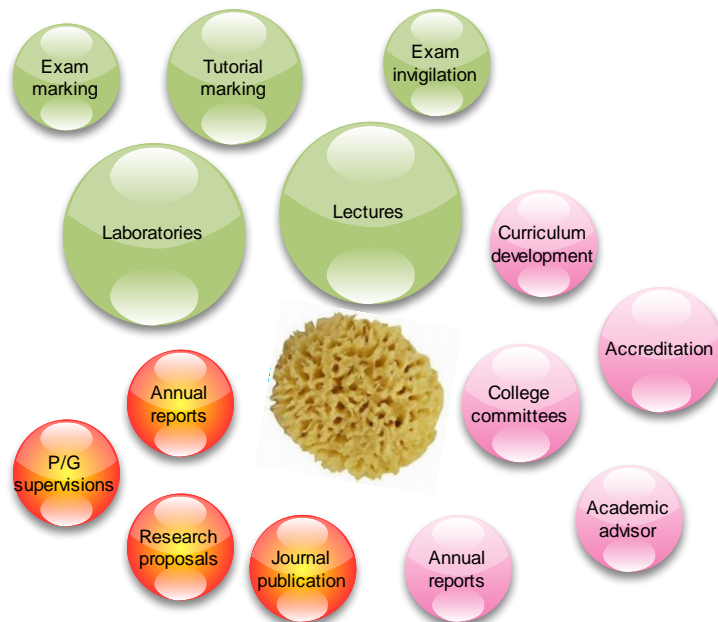 Exam
marking
Tutorial
marking
Exam
invigilation
Laboratories
Lectures
Curriculum
development
Accreditation
Annual
reports
College
committees
P/G
supervisions
Research
proposals
Journal
publication
Annual
reports
Academic
advisor